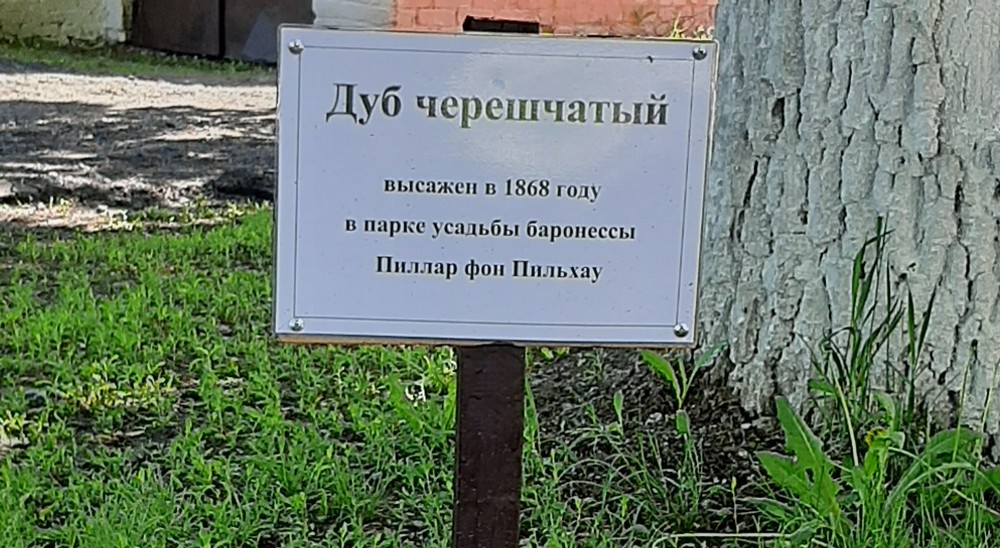 Дуб черешчатый
высажен в 1868 году
в парке усадьбы баронессы
Пиллар фон Пильхау